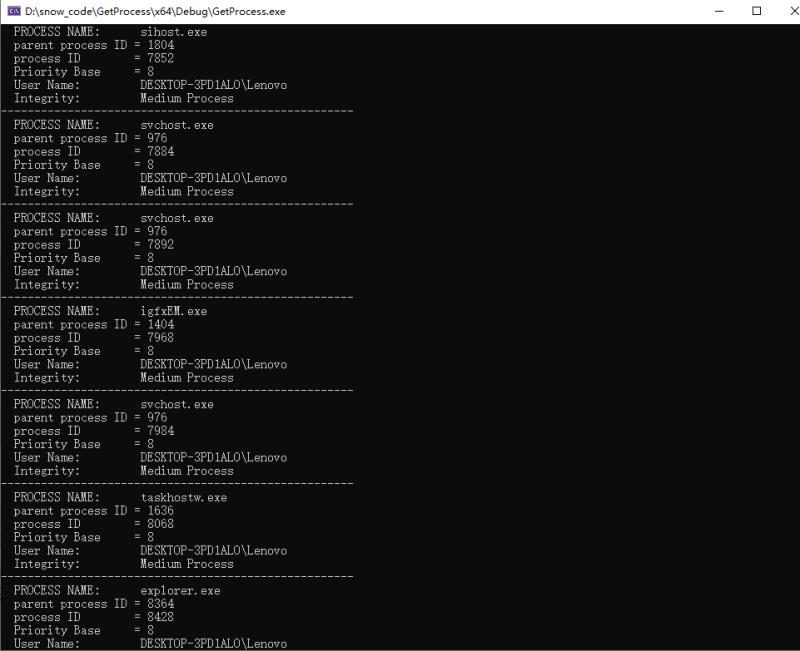 D:\snow_code\GetProcess\x64\Debug\GetProcess.exe
PROCESS NAME: sihost.exe
parent process ID = 1804
process ID = 7852
Priority Base = 8
User Name: DESKTOP-3PD1ALO\Lenovo
Integrity: Medium Process
PROCESS NAME: svchost.exe
parent process ID = 976
process ID = 7884
Priority Base = 8
User Name: DESKTOP-3PD1ALO\Lenovo
Integrity: Medium Process
PROCESS NAME: svchost.exe
parent process ID = 976
process ID = 7892
Priority Base = 8
User Name: DESKTOP-3PD1ALO\Lenovo
Integrity: Medium Process
PROCESS NAME: igfxEM.exe
parent process ID = 1404
process ID = 7968
Priority Base = 8
User Name: DESKTOP-3PD1ALO\Lenovo
Integrity: Medium Process
PROCESS NAME: svchost.exe
parent process ID = 976
process ID = 7984
Priority Base = 8
User Name: DESKTOP-3PD1ALO\Lenovo
Integrity: Medium Process
PROCESS NAME: taskhostw.exe
parent process ID = 1636
process ID = 8068
Priority Base = 8
User Name: DESKTOP-3PD1ALO\Lenovo
Integrity: Medium Process
PROCESS NAME: explorer.exe
parent process ID = 8364
process ID = 8428
Priority Base = 8
User Name: DESKTOP-3PD1ALO\Lenovo